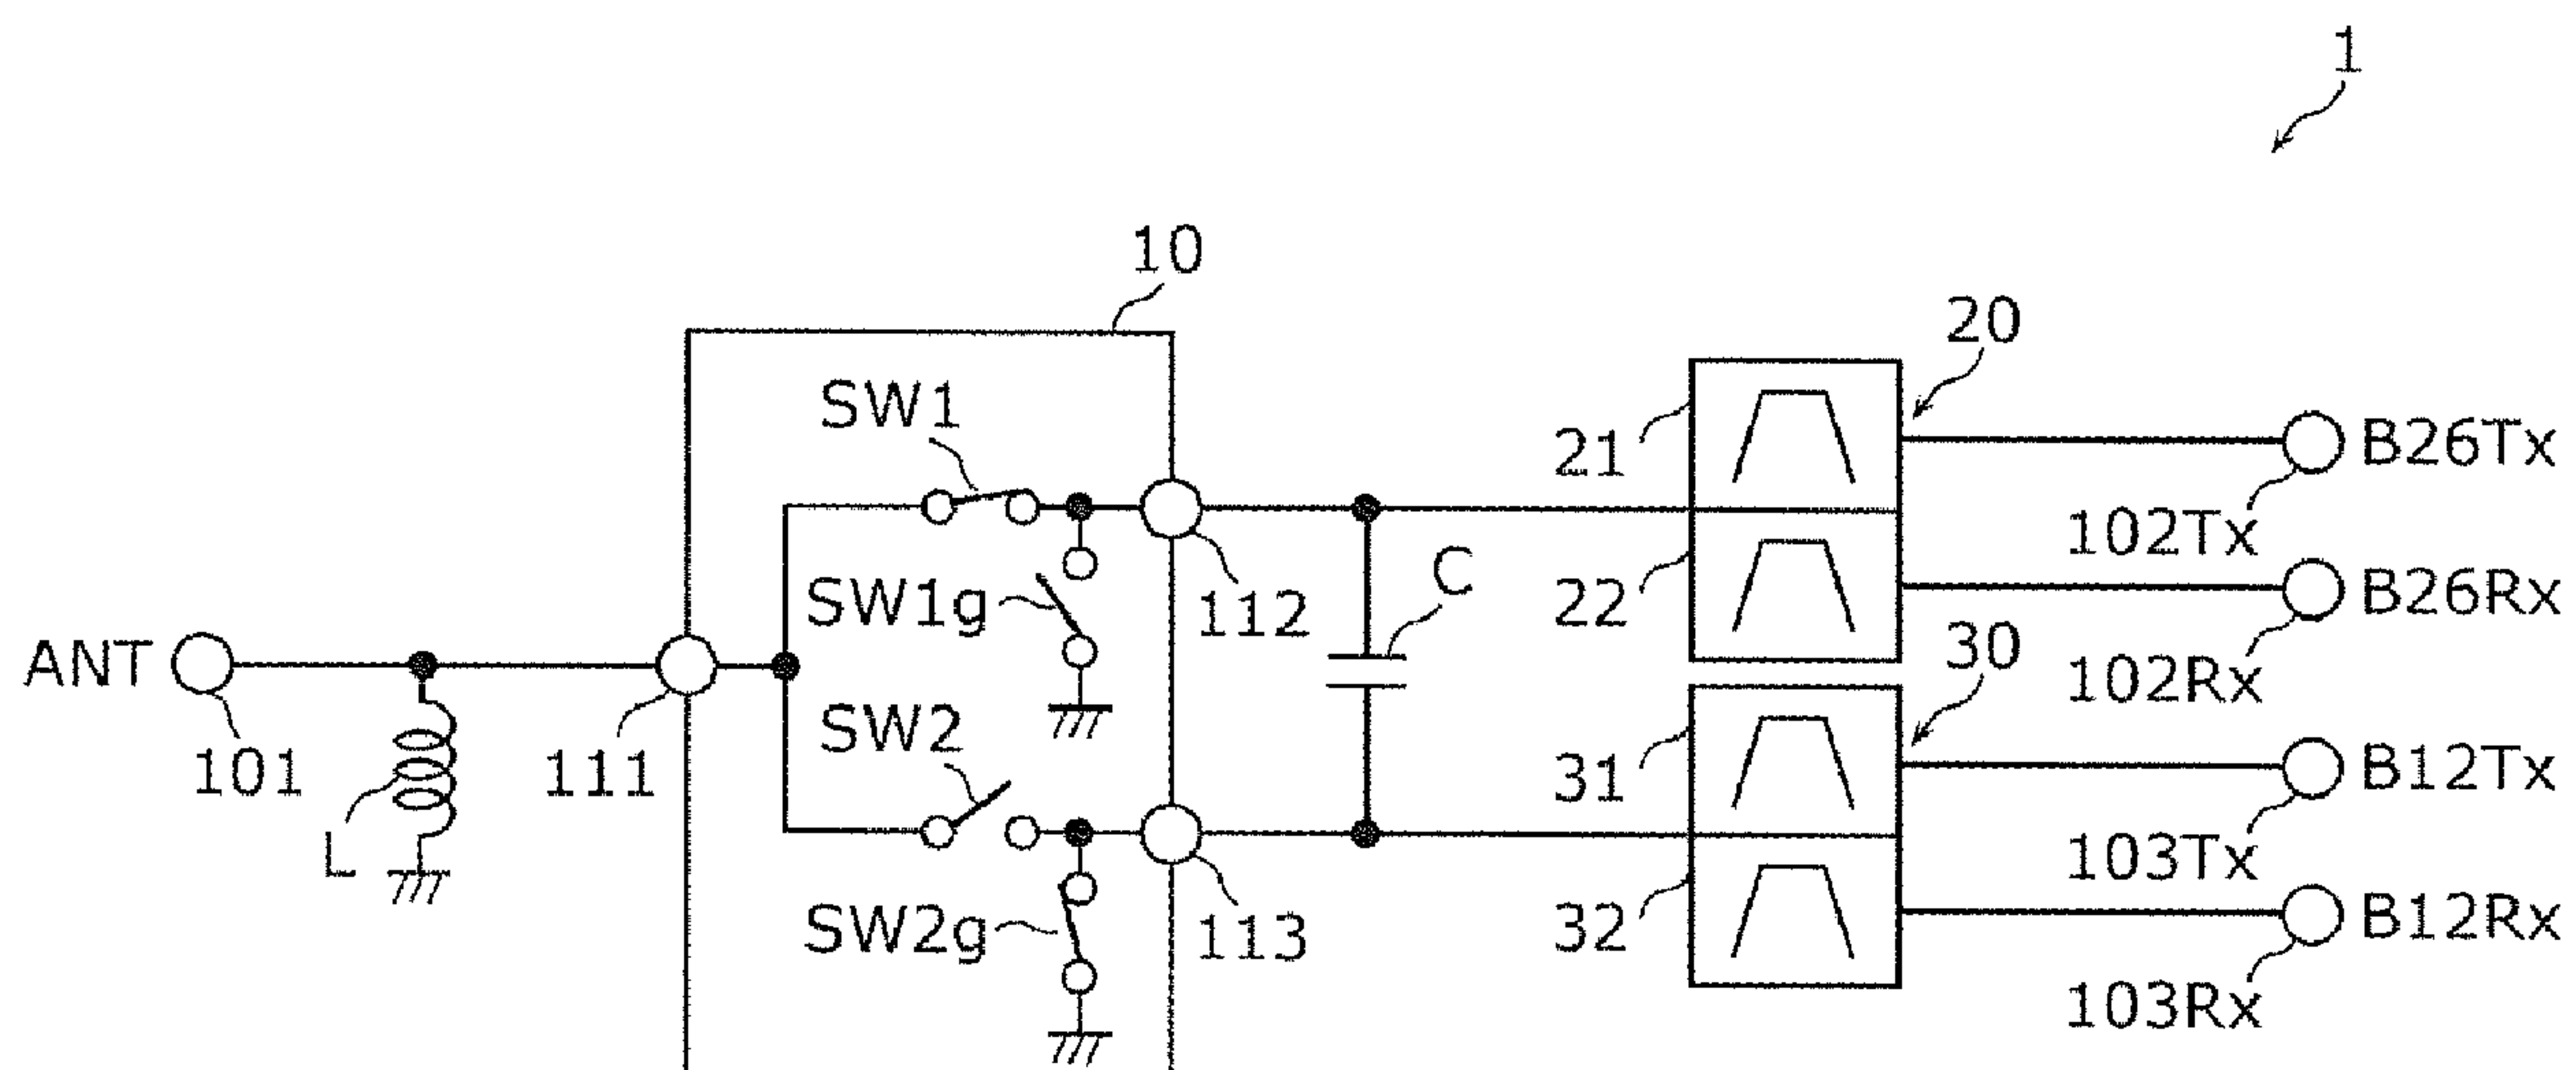 1
10
20
SW1
21
B26Tx
102Tx
SW1g
112
C
22
B26Rx
ANT
30
102Rx
101
111
SW2
31
B12Tx
L
103Tx
SW2g
113
32
B12Rx
103Rx